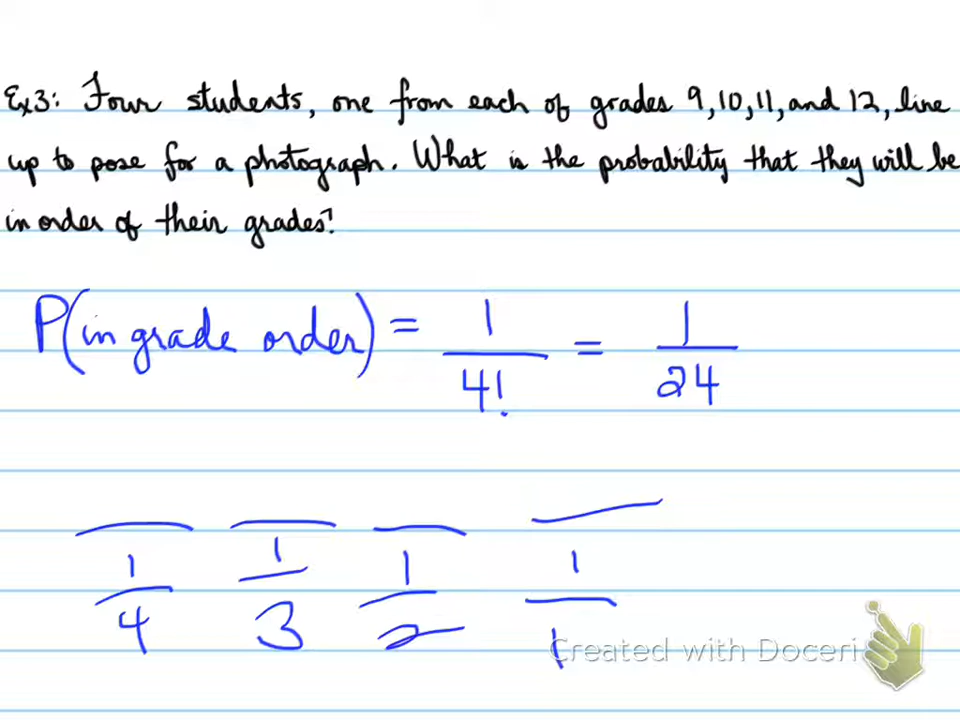 Ex3: Four students, one from each of grades 9, 10, 11, and 12, line
up to pose for a photograph. What is the probability that they will be
in order of their grades?
P(in grade order) = 1/4! = 1/24
1/4 1/3 1/2 1/1
Created with Doceri